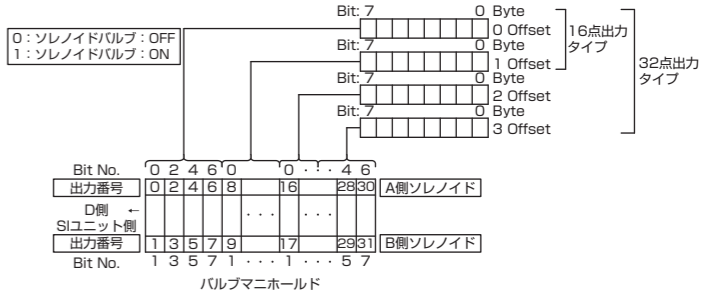 0：ソレノイドバルブ：OFF
1：ソレノイドバルブ：ON
Bit: 7 0 Byte
0 Offset
Bit: 7 0 Byte
1 Offset
Bit: 7 0 Byte
2 Offset
Bit: 7 0 Byte
3 Offset
16点出力
タイプ
32点出力
タイプ
Bit No. 0 2 4 6 0 0 ・・・ 4 6
出力番号 0 2 4 6 8 16 28 30 A側ソレノイド
D側 ←
SIユニット側
・・・ ・・・
出力番号 1 3 5 7 9 17 29 31 B側ソレノイド
Bit No. 1 3 5 7 1 ・・・ 1 ・・・ 5 7
バルブマニホールド